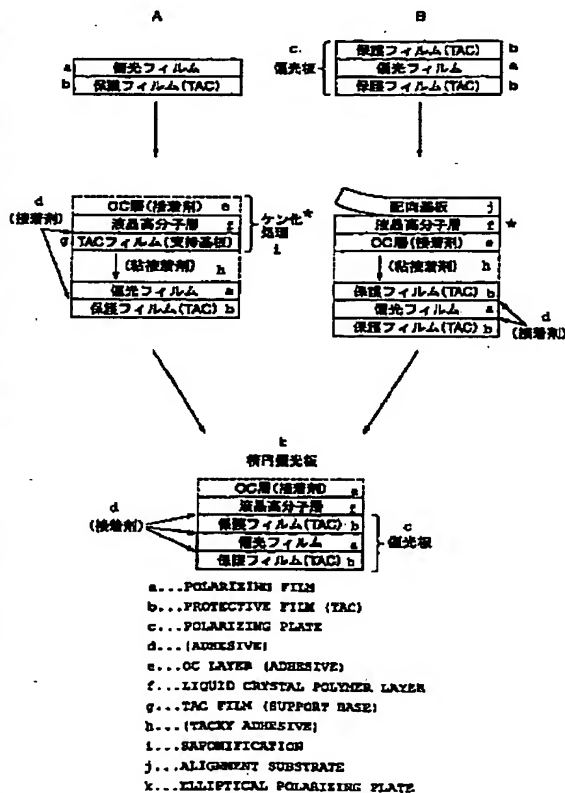 A
B
a 偏光フィルム
b 保護フィルム(TAC)
c. 偏光板
保護フィルム(TAC) b
偏光フィルム a
保護フィルム(TAC) b
d (接着剤)
OC層(接着剤) e
液晶高分子層 f
g TACフィルム(支持基板)
ケン化* 処理 i
(粘接着剤) h
偏光フィルム a
保護フィルム(TAC) b
配向基板 j
液晶高分子層 f *
OC層(接着剤) e
(粘接着剤) h
保護フィルム(TAC) b
偏光フィルム a
保護フィルム(TAC) b
d (接着剤)
k
楕円偏光板
OC層(接着剤) e
液晶高分子層 f
保護フィルム(TAC) b
偏光フィルム a
保護フィルム(TAC) b
d (接着剤)
c 偏光板
a...POLARIZING FILM
b...PROTECTIVE FILM (TAC)
c...POLARIZING PLATE
d...(ADHESIVE)
e...OC LAYER (ADHESIVE)
f...LIQUID CRYSTAL POLYMER LAYER
g...TAC FILM (SUPPORT BASE)
h...(TACKY ADHESIVE)
i...SAPONIFICATION
j...ALIGNMENT SUBSTRATE
k...ELLIPTICAL POLARIZING PLATE